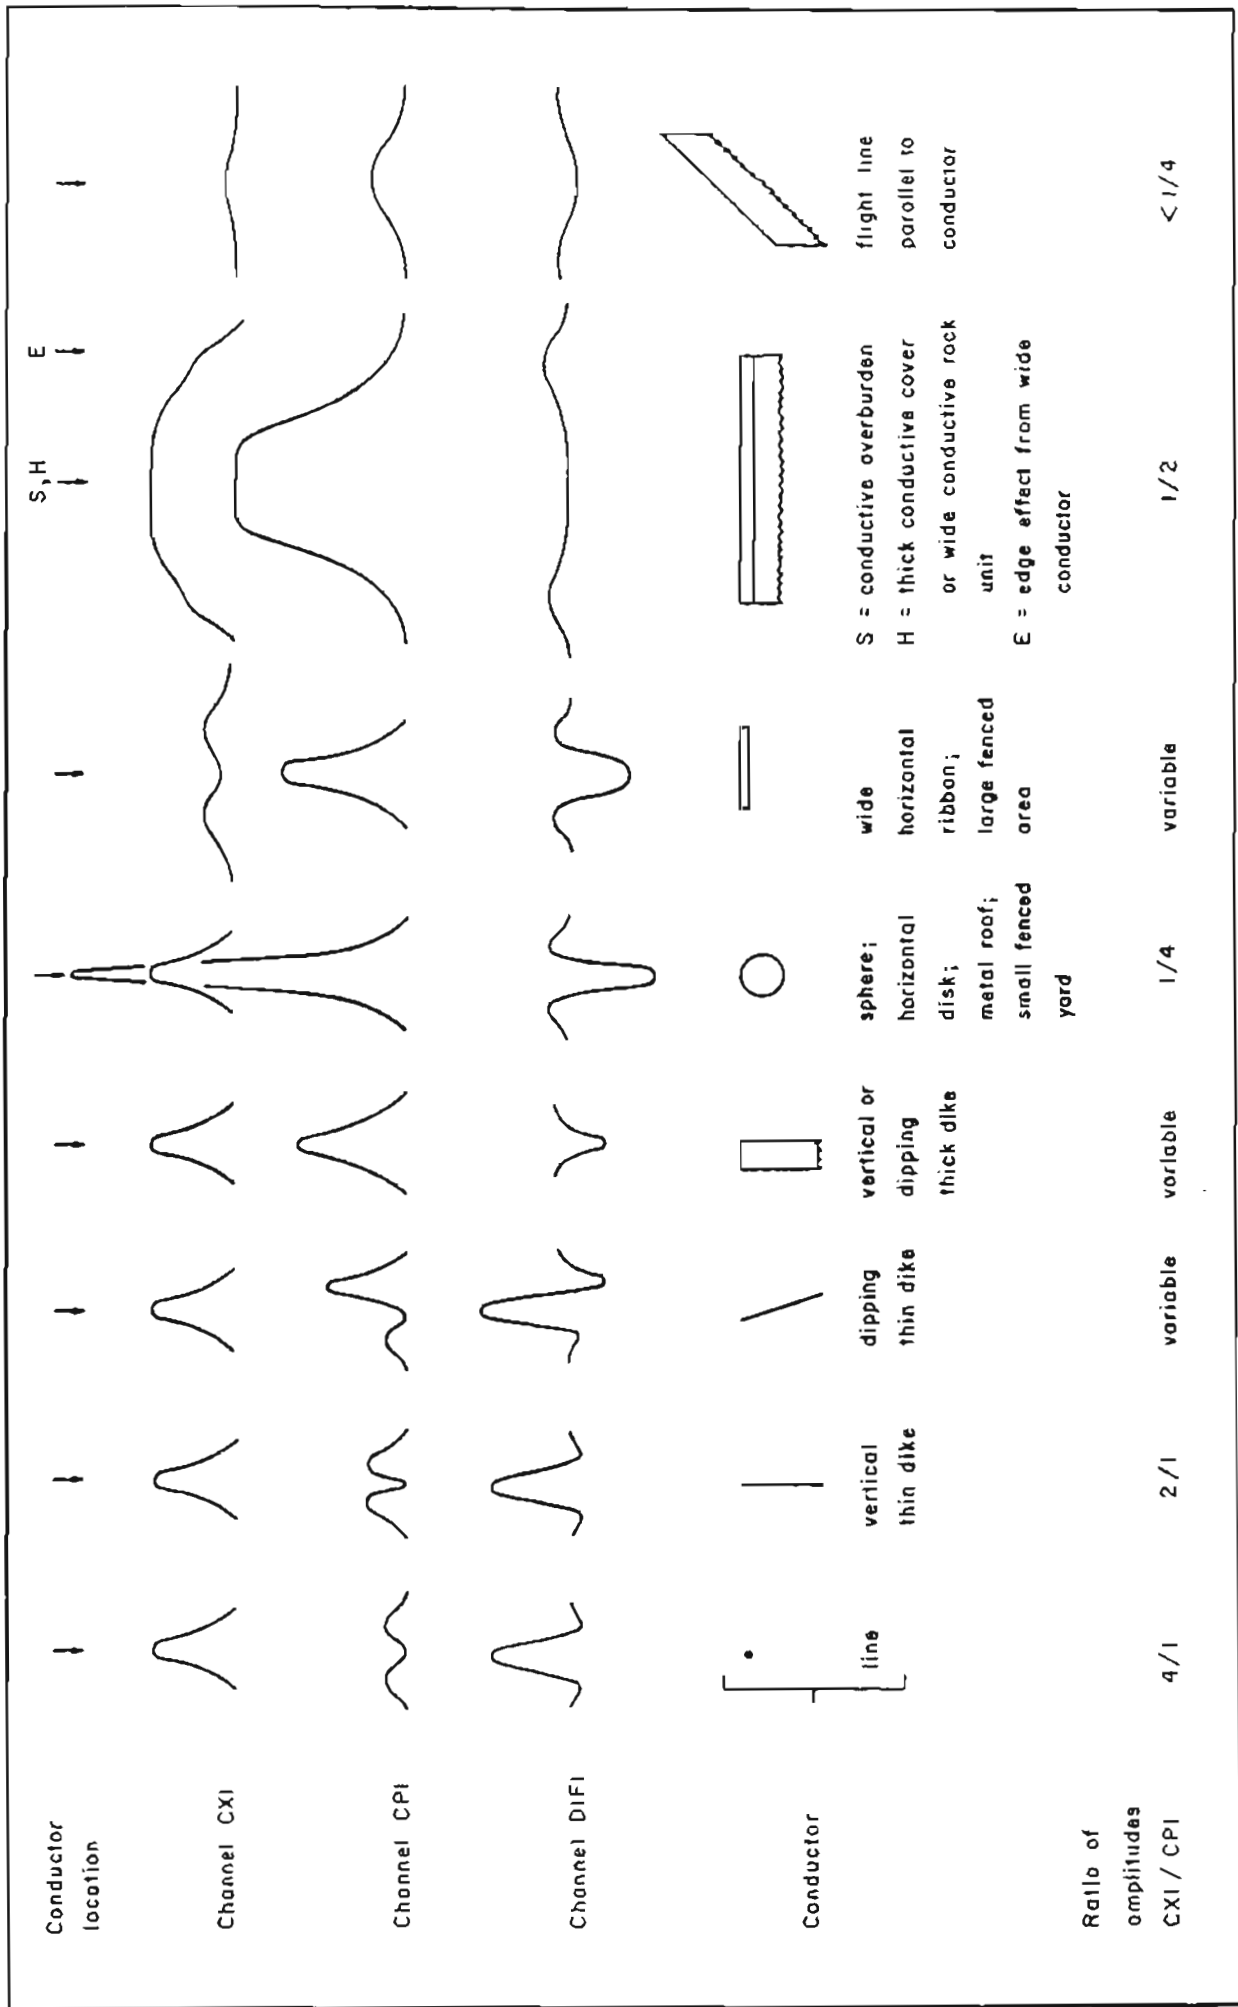 Conductor
location
S,H
E
Channel CXI
Channel CPI
Channel DIFI
Conductor
line
vertical
thin dike
dipping
thin dike
vertical or
dipping
thick dike
sphere;
horizontal
disk;
metal roof;
small fenced
yard
wide
horizontal
ribbon;
large fenced
area
S = conductive overburden
H = thick conductive cover
or wide conductive rock
unit
E = edge effect from wide
conductor
flight line
parallel to
conductor
Ratio of
amplitudes
CXI / CPI
4/1
2/1
variable
variable
1/4
variable
1/2
<1/4